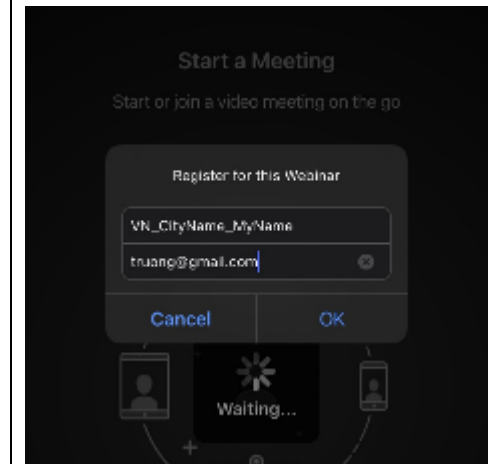 Start a Meeting
Start or join a video meeting on the go
Register for this Webinar
VN_CityName_MyName
truong@gmail.com
Cancel OK
Waiting...